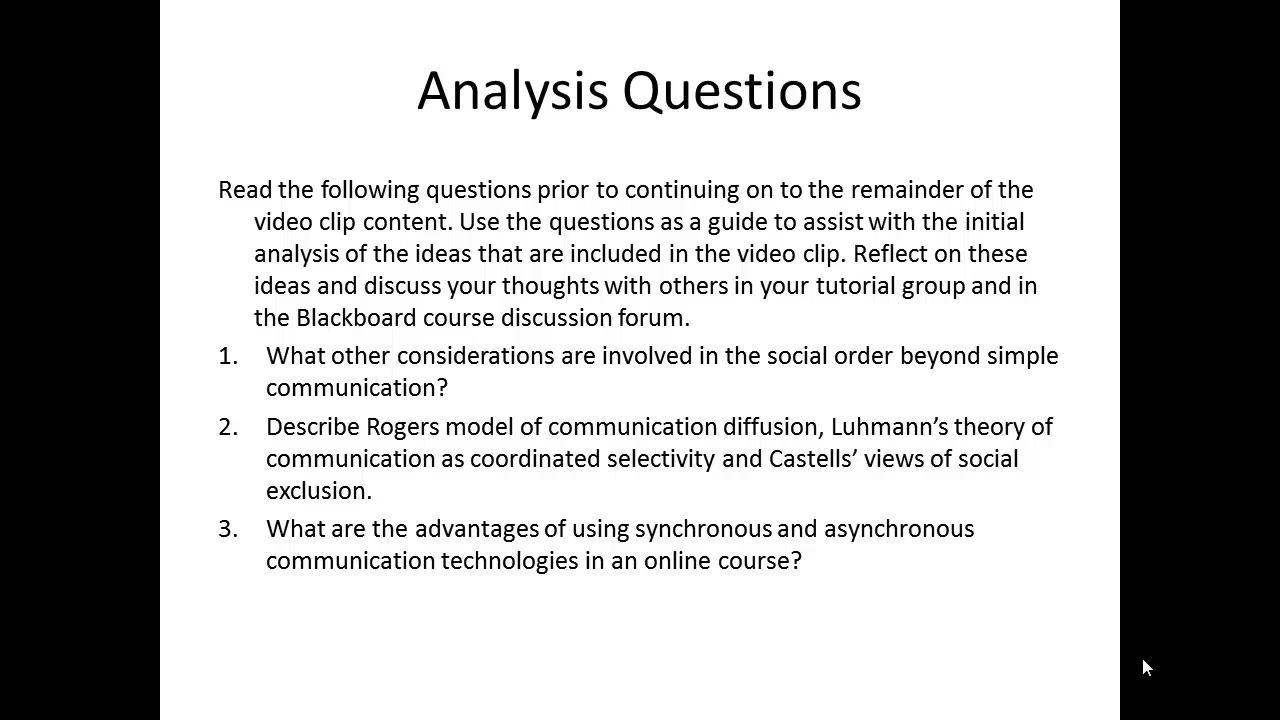 Analysis Questions
Read the following questions prior to continuing on to the remainder of the
video clip content. Use the questions as a guide to assist with the initial
analysis of the ideas that are included in the video clip. Reflect on these
ideas and discuss your thoughts with others in your tutorial group and in
the Blackboard course discussion forum.
1. What other considerations are involved in the social order beyond simple
communication?
2. Describe Rogers model of communication diffusion, Luhmann’s theory of
communication as coordinated selectivity and Castells’ views of social
exclusion.
3. What are the advantages of using synchronous and asynchronous
communication technologies in an online course?